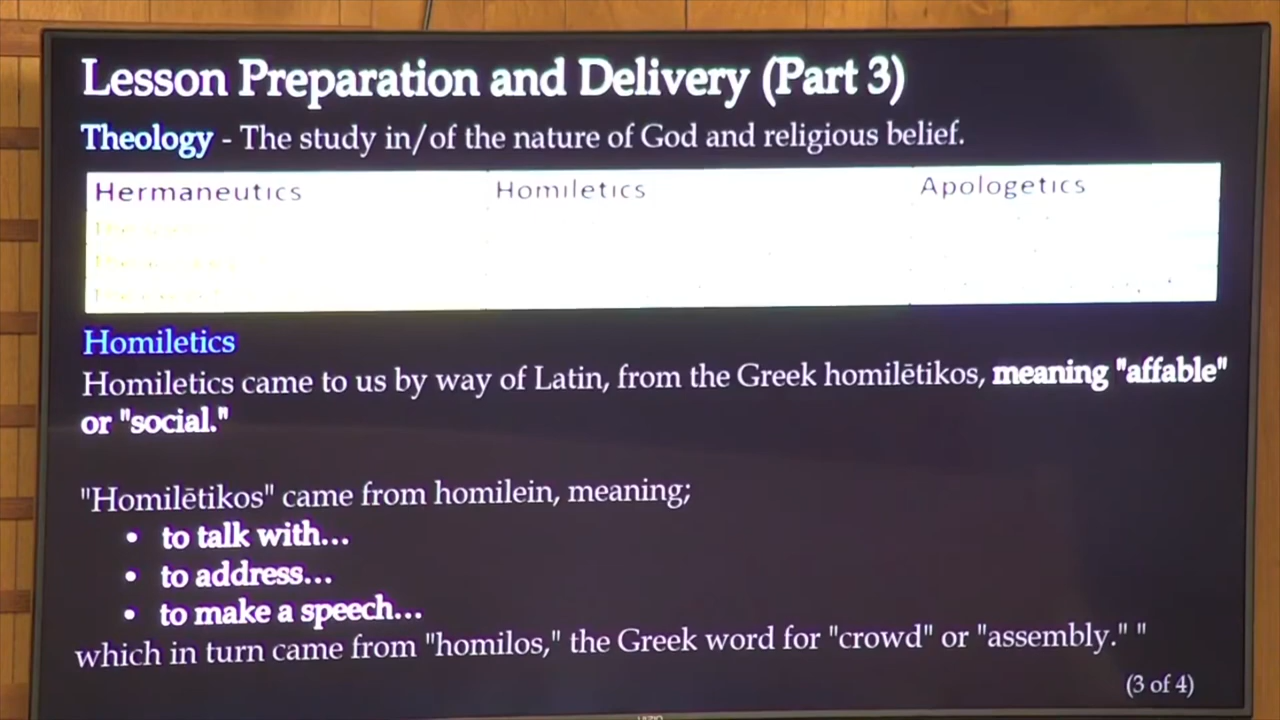 Lesson Preparation and Delivery (Part 3)
Theology - The study in/of the nature of God and religious belief.
Hermaneutics Homiletics Apologetics
Homiletics
Homiletics came to us by way of Latin, from the Greek homilētikos, meaning "affable"
or "social."
"Homilētikos" came from homilein, meaning;
• to talk with...
• to address...
• to make a speech...
which in turn came from "homilos," the Greek word for "crowd" or "assembly." "
(3 of 4)
VIZIO